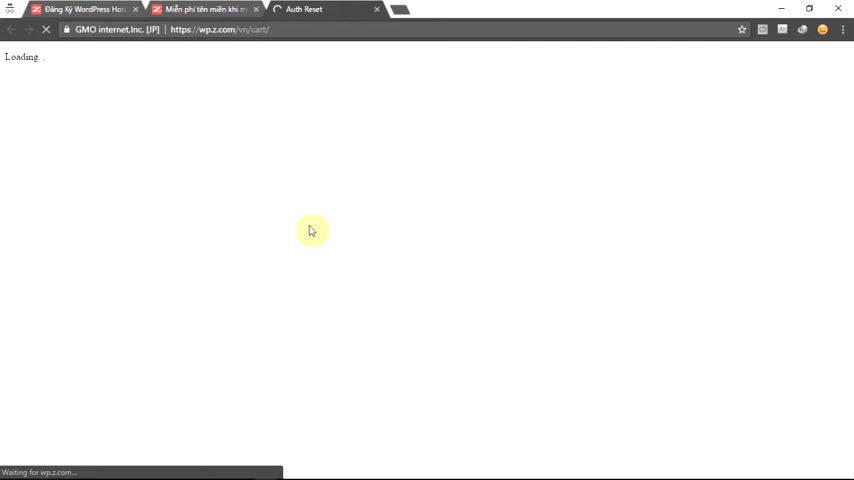 Đăng Ký WordPress Hos
Miễn phí tên miền khi m
Auth Reset
GMO internet,Inc. [JP] | https://wp.z.com/vn/cart/
Loading...
Waiting for wp.z.com...